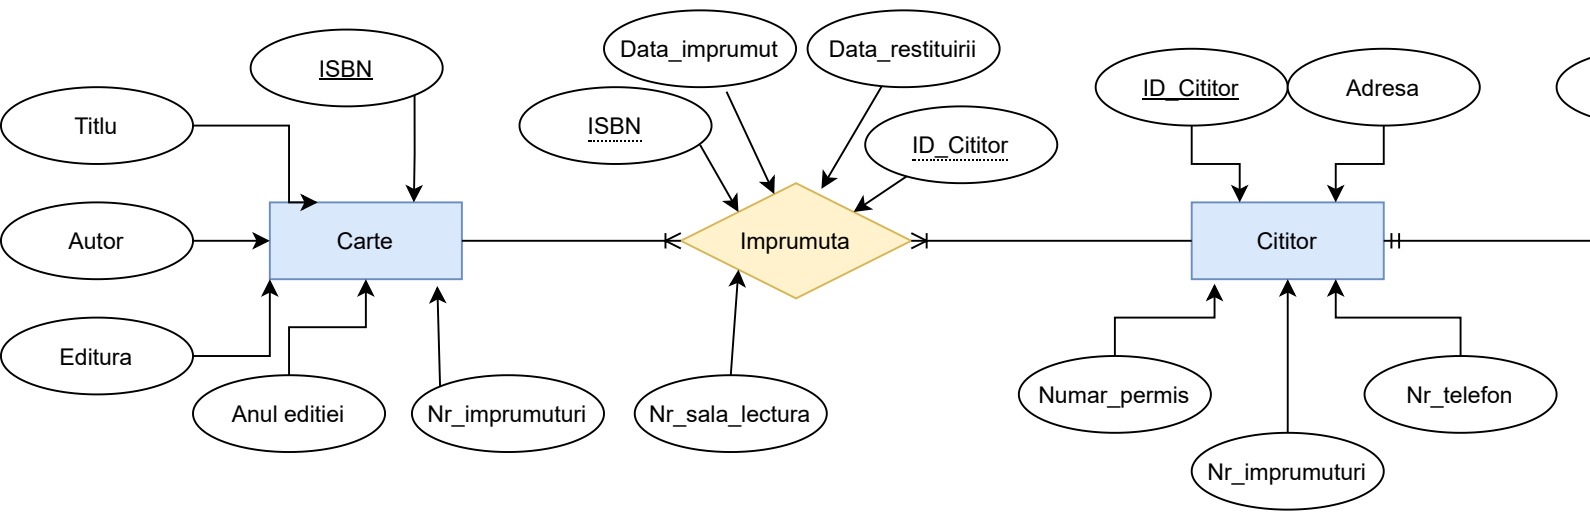 Data_imprumut
Data_restituirii
ISBN
ID_Cititor
Adresa
Titlu
ISBN
ID_Cititor
Autor
Carte
Imprumuta
Cititor
Editura
Anul editiei
Nr_imprumuturi
Nr_sala_lectura
Numar_permis
Nr_telefon
Nr_imprumuturi